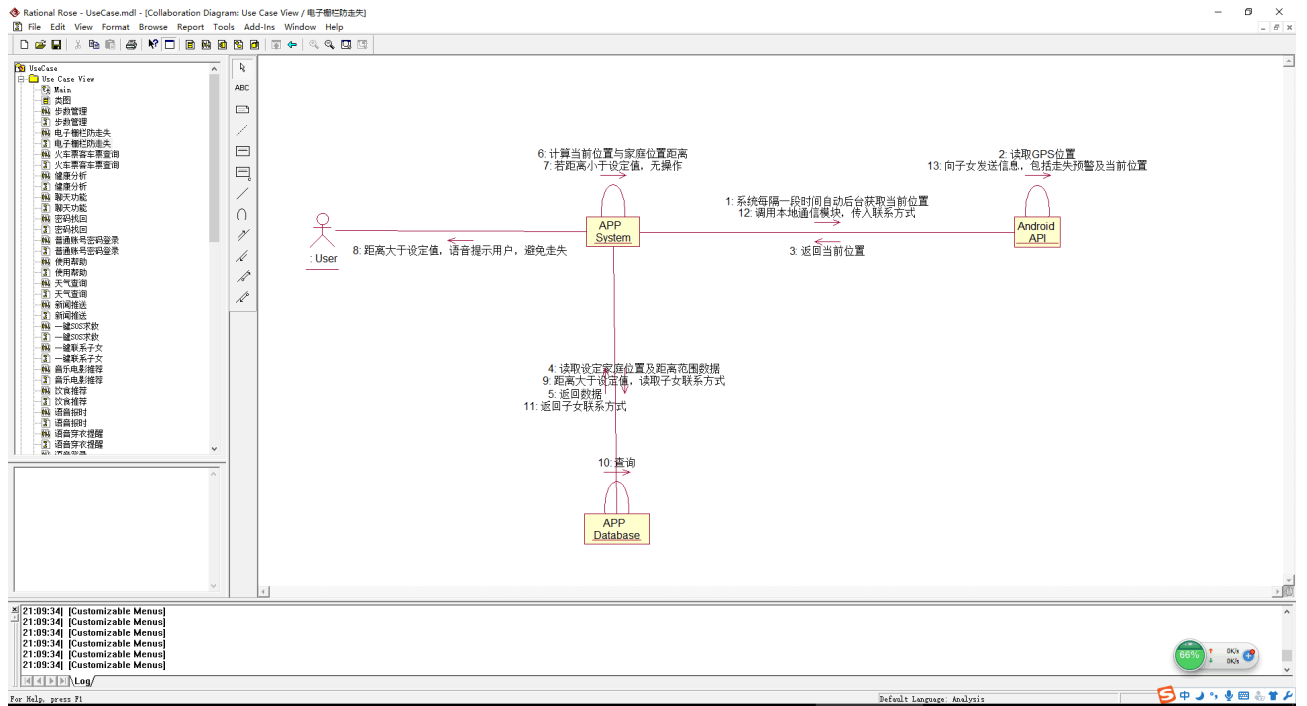 Rational Rose - UseCase.mdl - [Collaboration Diagram: Use Case View / 电子栅栏防走失]
File Edit View Format Browse Report Tools Add-Ins Window Help
UseCase
Use Case View
Main
类图
步数管理
步数管理
电子栅栏防走失
电子栅栏防走失
火车票客车票查询
火车票客车票查询
健康分析
健康分析
聊天功能
聊天功能
密码找回
密码找回
普通账号密码登录
普通账号密码登录
使用帮助
使用帮助
天气查询
天气查询
新闻推送
新闻推送
一键SOS求救
一键SOS求救
一键联系子女
一键联系子女
音乐电影推荐
音乐电影推荐
饮食推荐
饮食推荐
语音报时
语音报时
语音穿衣提醒
语音穿衣提醒
ABC
6: 计算当前位置与家庭位置距离
7: 若距离小于设定值，无操作
2: 读取GPS位置
13: 向子女发送信息，包括走失预警及当前位置
1: 系统每隔一段时间自动后台获取当前位置
12: 调用本地通信模块，传入联系方式
APP
System
Android
API
: User
8: 距离大于设定值，语音提示用户，避免走失
3: 返回当前位置
4: 读取设定家庭位置及距离范围数据
9: 距离大于设定值，读取子女联系方式
5: 返回数据
11: 返回子女联系方式
10: 查询
APP
Database
21:09:34| [Customizable Menus]
21:09:34| [Customizable Menus]
21:09:34| [Customizable Menus]
21:09:34| [Customizable Menus]
21:09:34| [Customizable Menus]
21:09:34| [Customizable Menus]
66%
0K/s
0K/s
Log
For Help, press F1
Default Language: Analysis
中